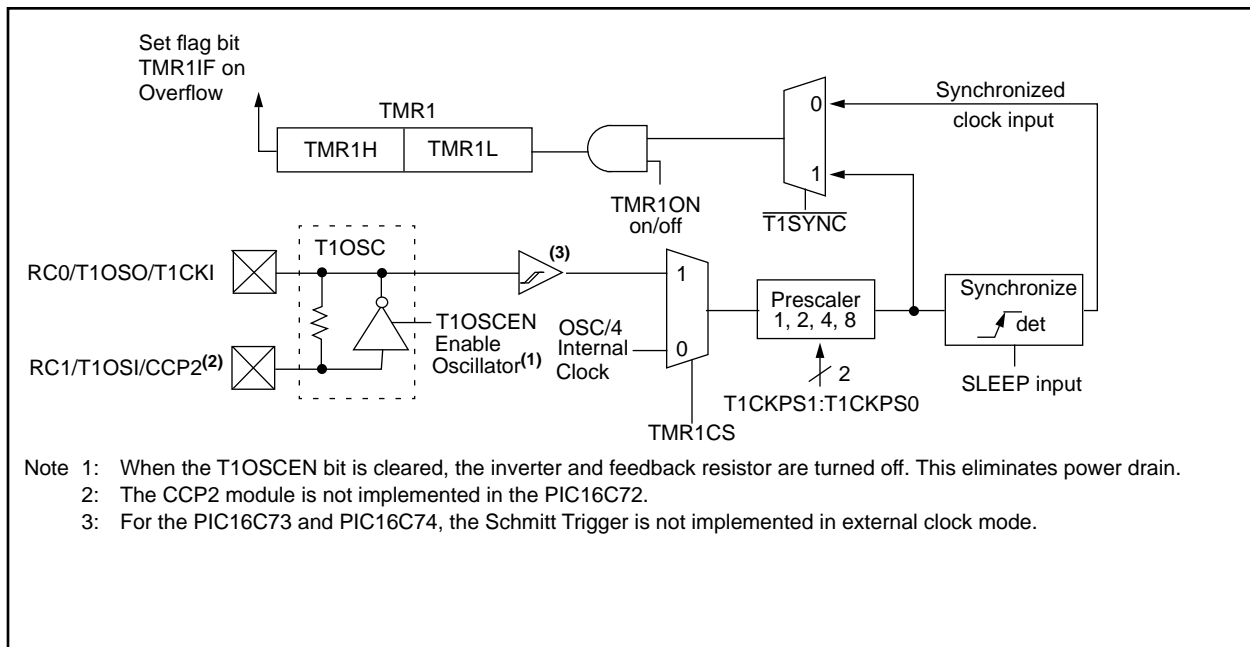 Set flag bit
TMR1IF on
Overflow
TMR1
TMR1H
TMR1L
0
Synchronized
clock input
1
TMR1ON
on/off
T1SYNC
T1OSC
(3)
RC0/T1OSO/T1CKI
1
Prescaler
1, 2, 4, 8
Synchronize
det
T1OSCEN
Enable
Oscillator(1)
OSC/4
Internal
Clock
0
RC1/T1OSI/CCP2(2)
2
SLEEP input
T1CKPS1:T1CKPS0
TMR1CS
Note 1: When the T1OSCEN bit is cleared, the inverter and feedback resistor are turned off. This eliminates power drain.
2: The CCP2 module is not implemented in the PIC16C72.
3: For the PIC16C73 and PIC16C74, the Schmitt Trigger is not implemented in external clock mode.